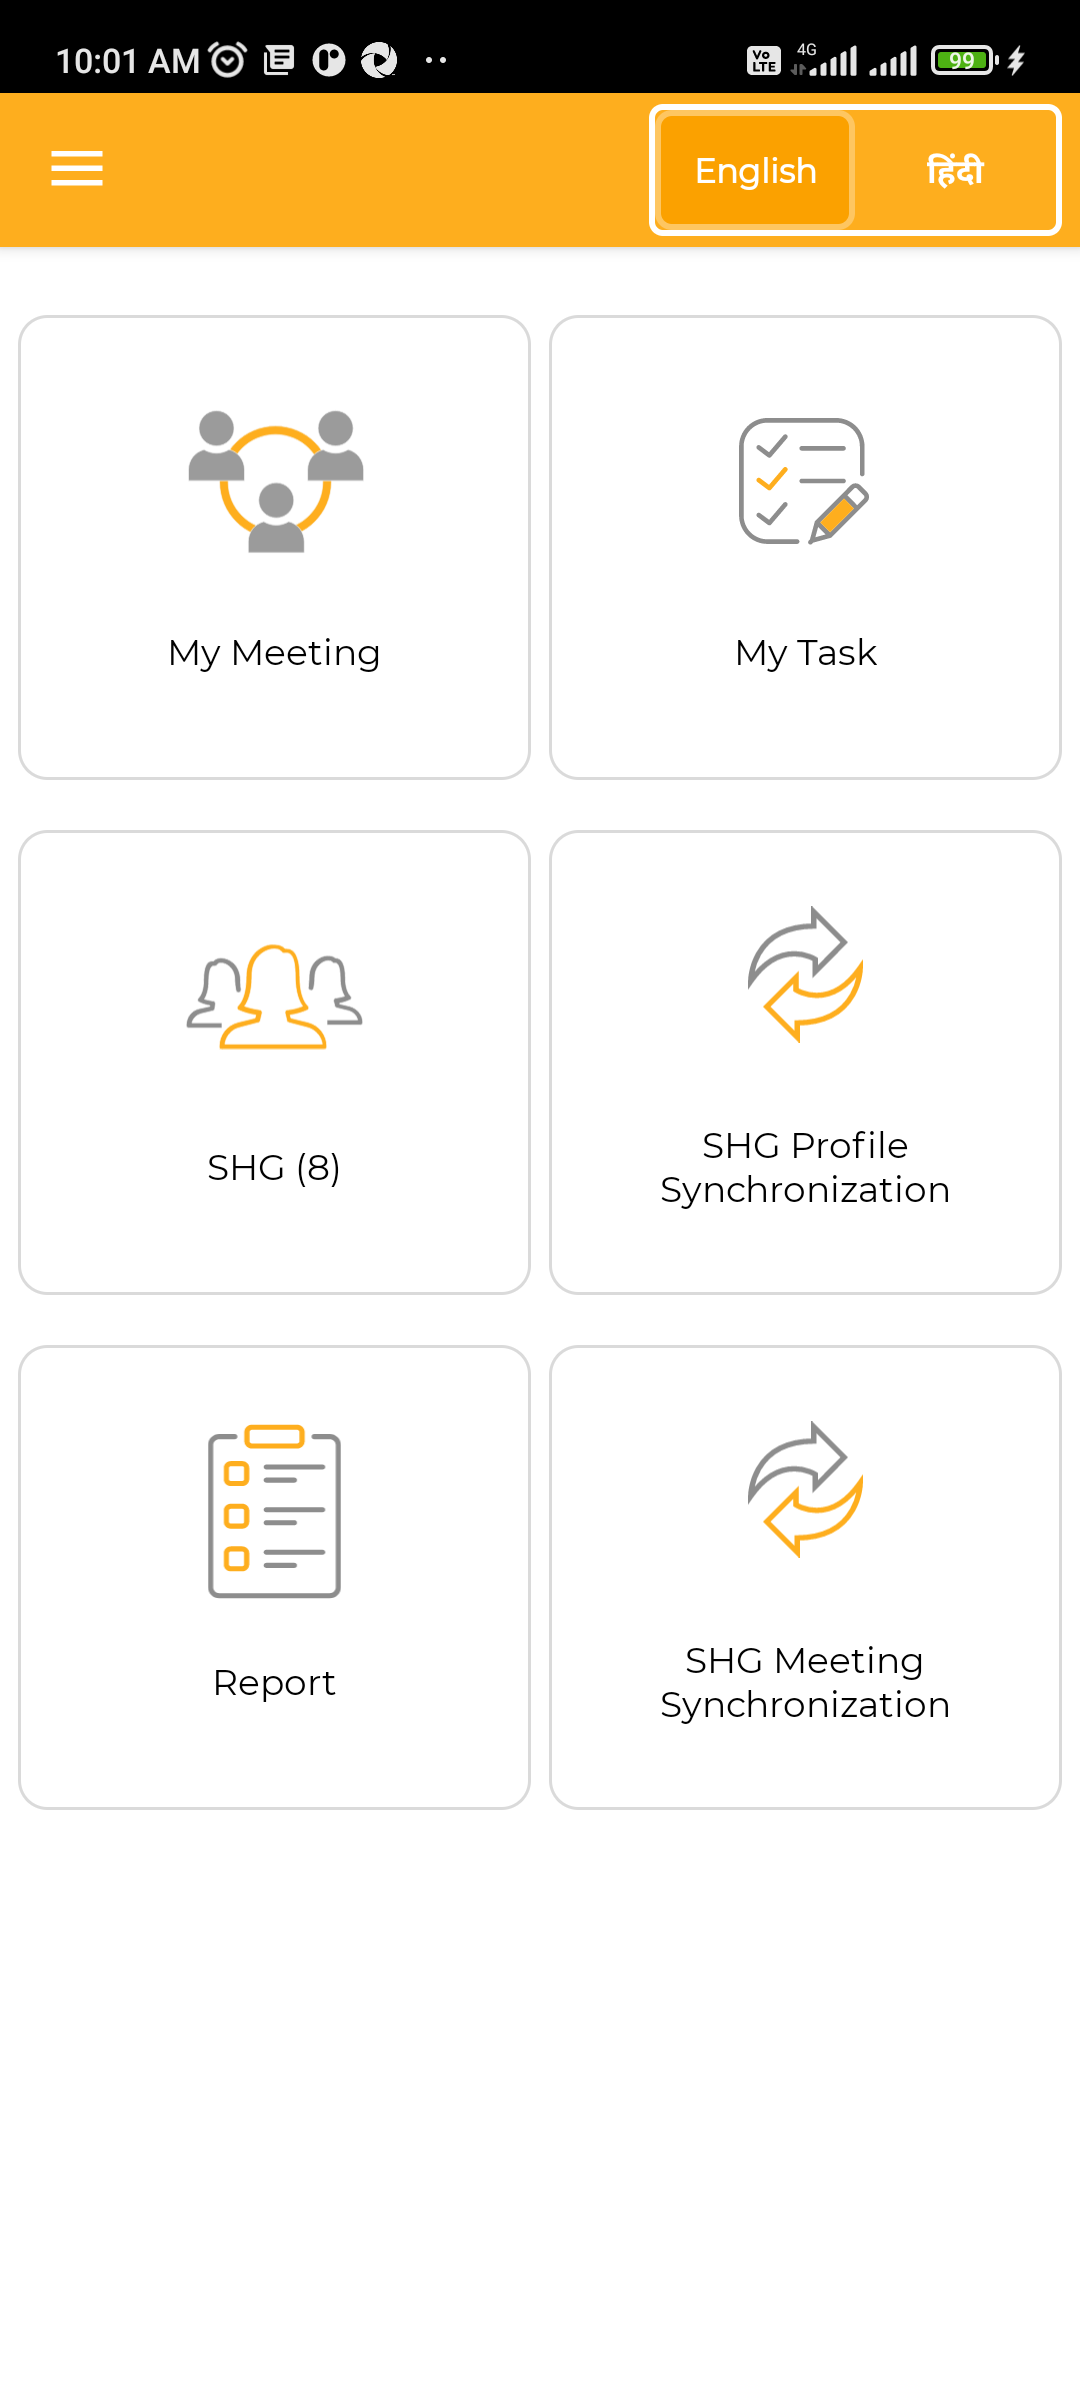 10:01 AM
Vo LTE
4G
99
English
हिंदी
My Meeting
My Task
SHG (8)
SHG Profile
Synchronization
Report
SHG Meeting
Synchronization